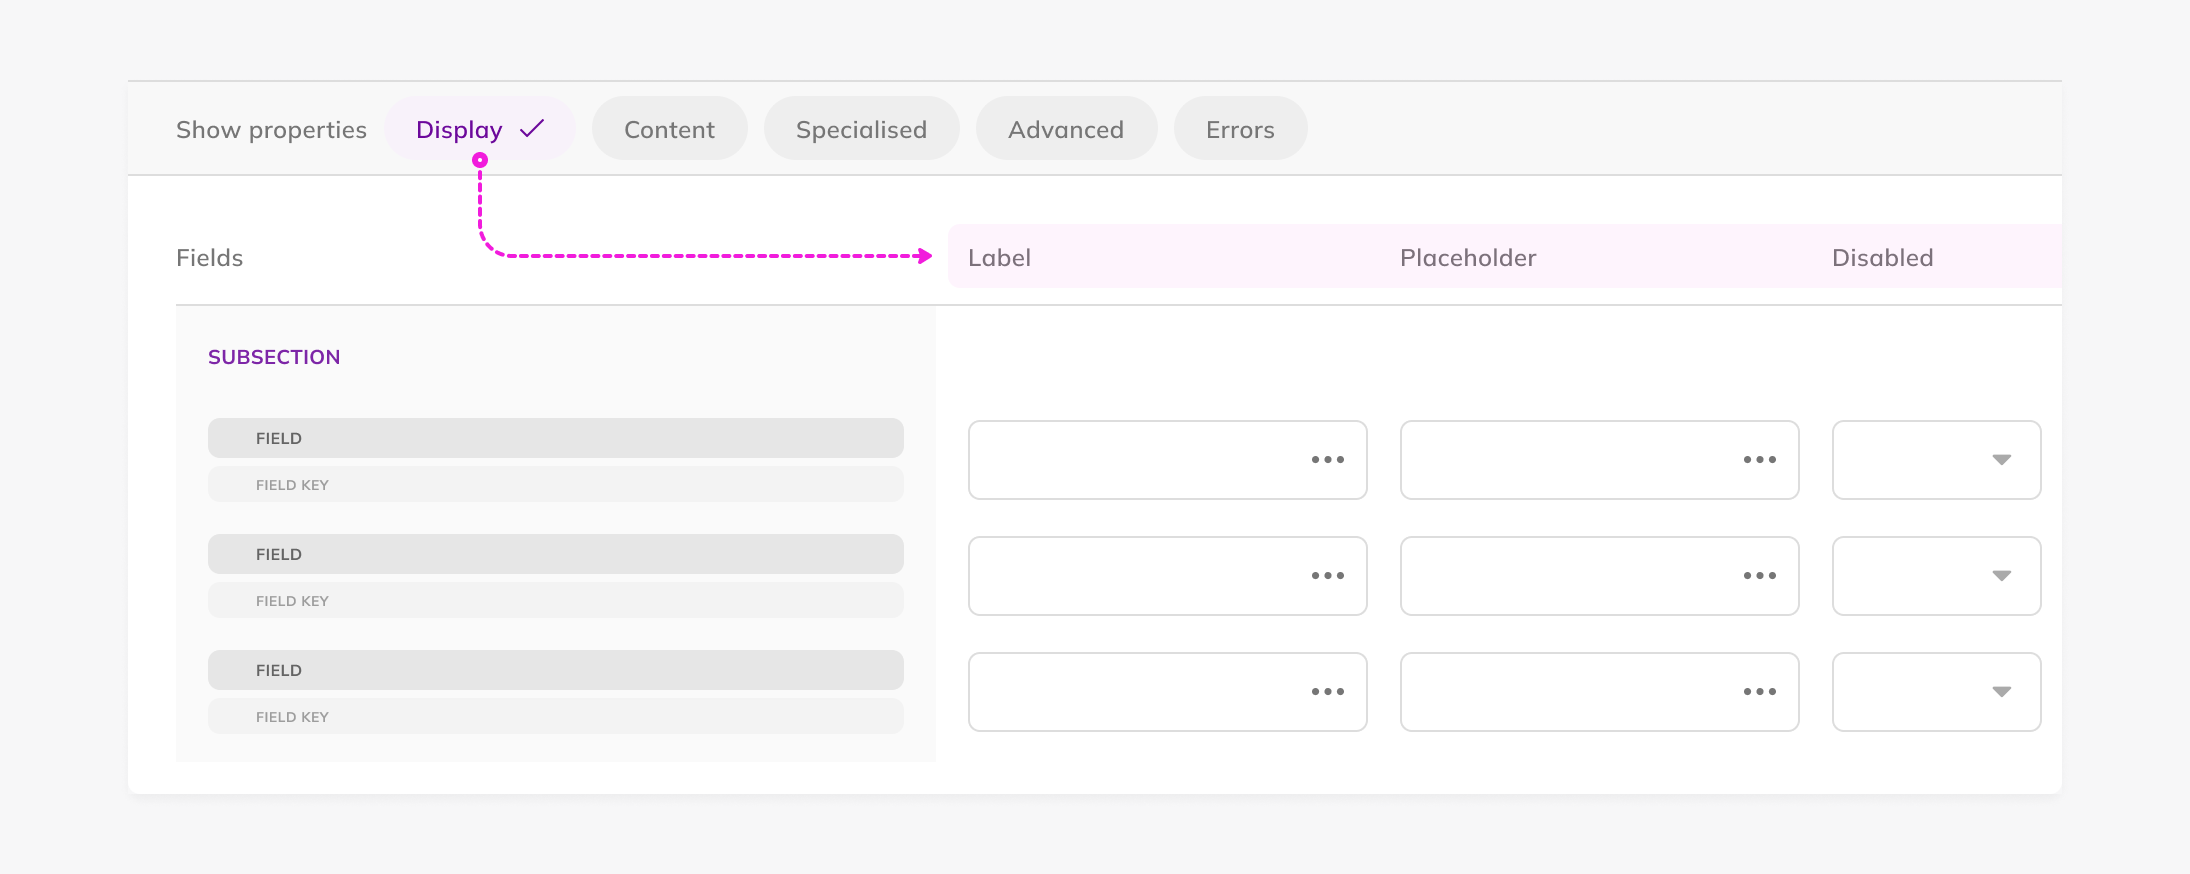 Show properties Display Content Specialised Advanced Errors
Fields Label Placeholder Disabled
SUBSECTION
FIELD
FIELD KEY
FIELD
FIELD KEY
FIELD
FIELD KEY